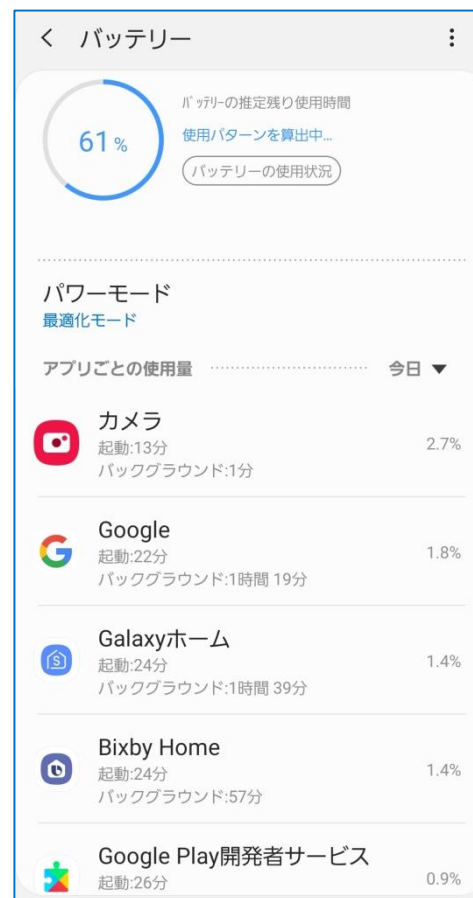 バッテリー
61 %
バッテリーの推定残り使用時間
使用パターンを算出中...
バッテリーの使用状況
パワーモード
最適化モード
アプリごとの使用量 今日 ▼
カメラ
起動:13分
2.7%
バックグラウンド:1分
Google
起動:22分
1.8%
バックグラウンド:1時間 19分
Galaxyホーム
起動:24分
1.4%
バックグラウンド:1時間 39分
Bixby Home
起動:24分
1.4%
バックグラウンド:57分
Google Play開発者サービス
起動:26分
0.9%